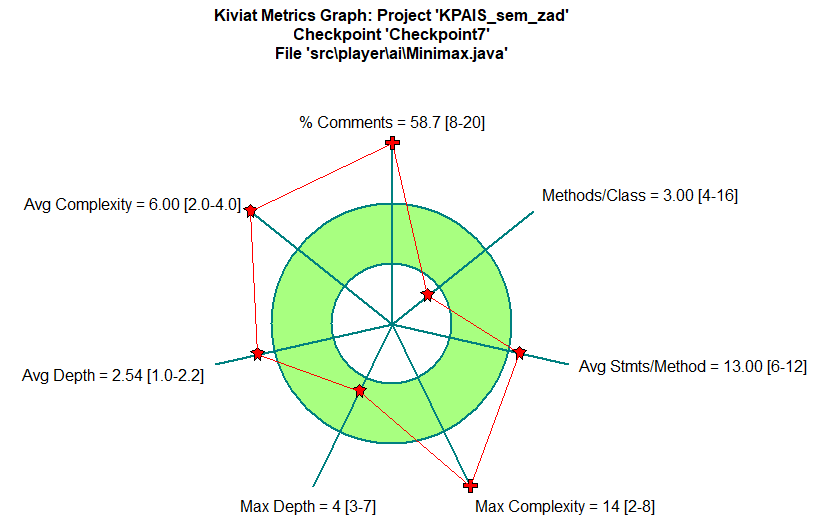 Kiviat Metrics Graph: Project 'KPAIS_sem_zad'
Checkpoint 'Checkpoint7'
File 'src\player\ai\Minimax.java'
% Comments = 58.7 [8-20]
Methods/Class = 3.00 [4-16]
Avg Complexity = 6.00 [2.0-4.0]
Avg Stmts/Method = 13.00 [6-12]
Avg Depth = 2.54 [1.0-2.2]
Max Depth = 4 [3-7]
Max Complexity = 14 [2-8]